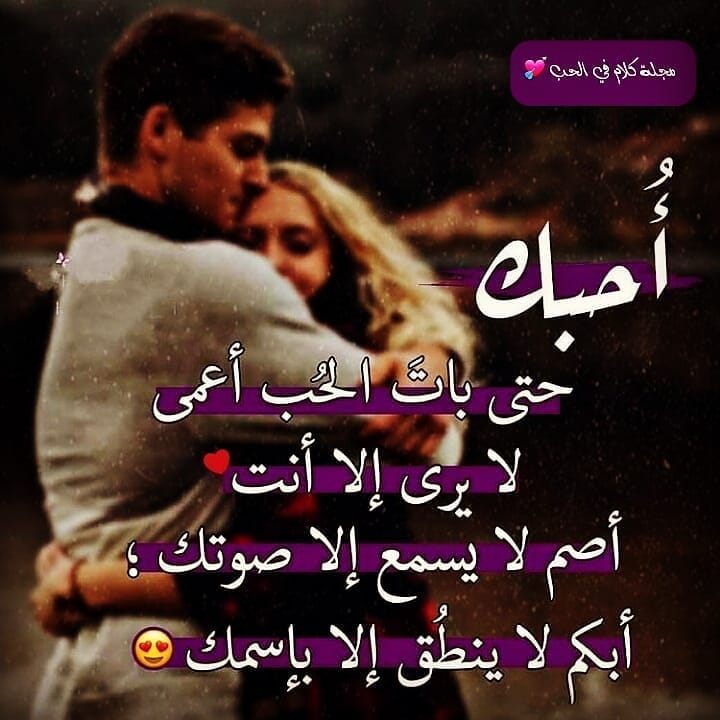 مجلة كلام في الحب 💘
أُحبك
حتى باتَ الحُب أعمى
لا يرى إلا أنت❤
أصم لا يسمع إلا صوتك ؛
أبكم لا ينطُق إلا بإسمك 😍